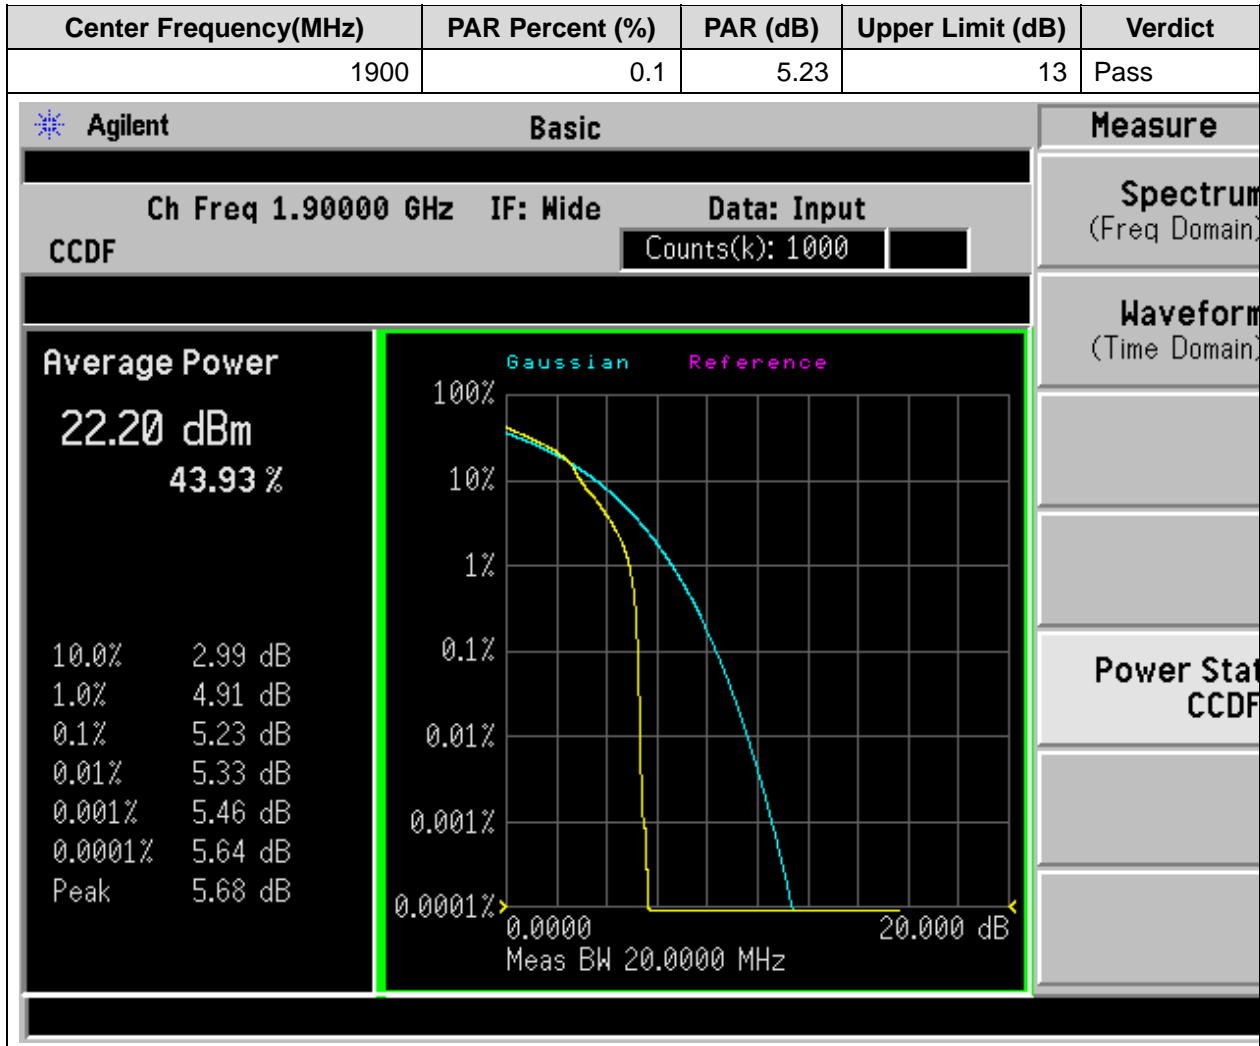 Center Frequency(MHz) PAR Percent (%) PAR (dB) Upper Limit (dB) Verdict
1900 0.1 5.23 13 Pass
Agilent Basic Measure
Ch Freq 1.90000 GHz IF: Wide Data: Input
CCDF Counts(k): 1000
Spectrum
(Freq Domain)
Waveform
(Time Domain)
Power Stat
CCDF
Average Power
22.20 dBm
43.93 %
10.0% 2.99 dB
1.0% 4.91 dB
0.1% 5.23 dB
0.01% 5.33 dB
0.001% 5.46 dB
0.0001% 5.64 dB
Peak 5.68 dB
Gaussian Reference
100%
10%
1%
0.1%
0.01%
0.001%
0.0001%
0.0000 20.000 dB
Meas BW 20.0000 MHz